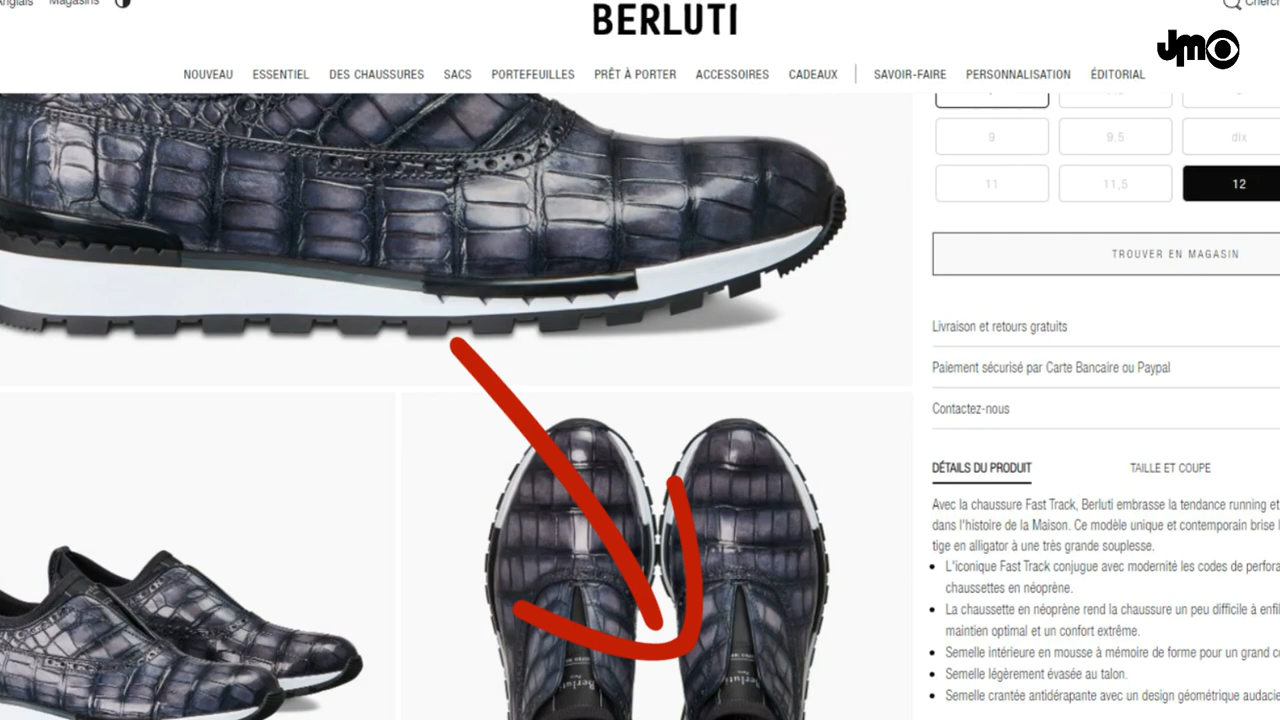 Anglais Magasins
BERLUTI
Cherch
JMO
NOUVEAU ESSENTIEL DES CHAUSSURES SACS PORTEFEUILLES PRÊT À PORTER ACCESSOIRES CADEAUX SAVOIR-FAIRE PERSONNALISATION ÉDITORIAL
9 9.5 dix
11 11,5 12
TROUVER EN MAGASIN
Livraison et retours gratuits
Paiement sécurisé par Carte Bancaire ou Paypal
Contactez-nous
DÉTAILS DU PRODUIT TAILLE ET COUPE
Avec la chaussure Fast Track, Berluti embrasse la tendance running et
dans l'histoire de la Maison. Ce modèle unique et contemporain brise l
tige en alligator à une très grande souplesse.
L'iconique Fast Track conjugue avec modernité les codes de perfora
chaussettes en néoprène.
La chaussette en néoprène rend la chaussure un peu difficile à enfil
maintien optimal et un confort extrême.
Semelle intérieure en mousse à mémoire de forme pour un grand co
Semelle légèrement évasée au talon.
Semelle crantée antidérapante avec un design géométrique audacie
Berluti Berluti